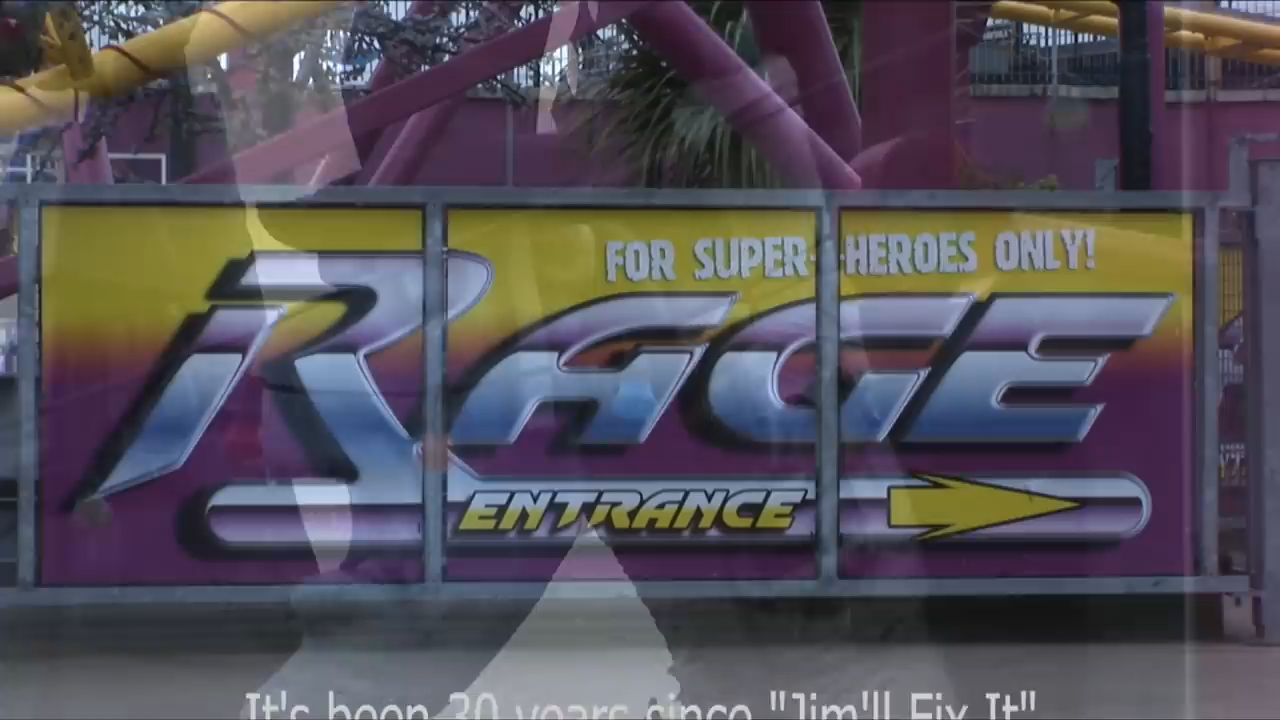 FOR SUPER-HEROES ONLY!
RAGE
ENTRANCE
It's been 30 years since "Jim'll Fix It"